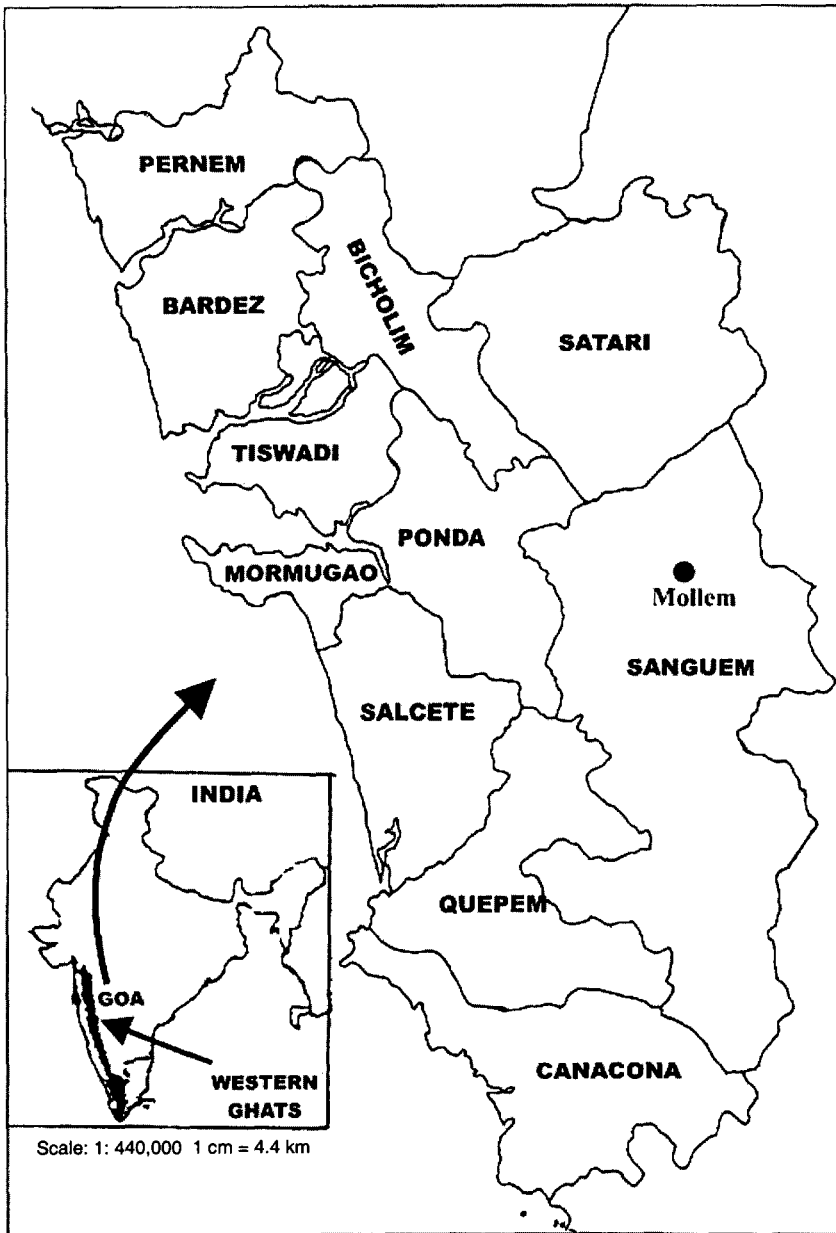 PERNEM
BICHOLIM
BARDEZ
SATARI
TISWADI
PONDA
MORMUGAO
Mollem
SANGUEM
SALCETE
INDIA
QUEPEM
GOA
WESTERN
GHATS
CANACONA
Scale: 1: 440,000 1 cm = 4.4 km